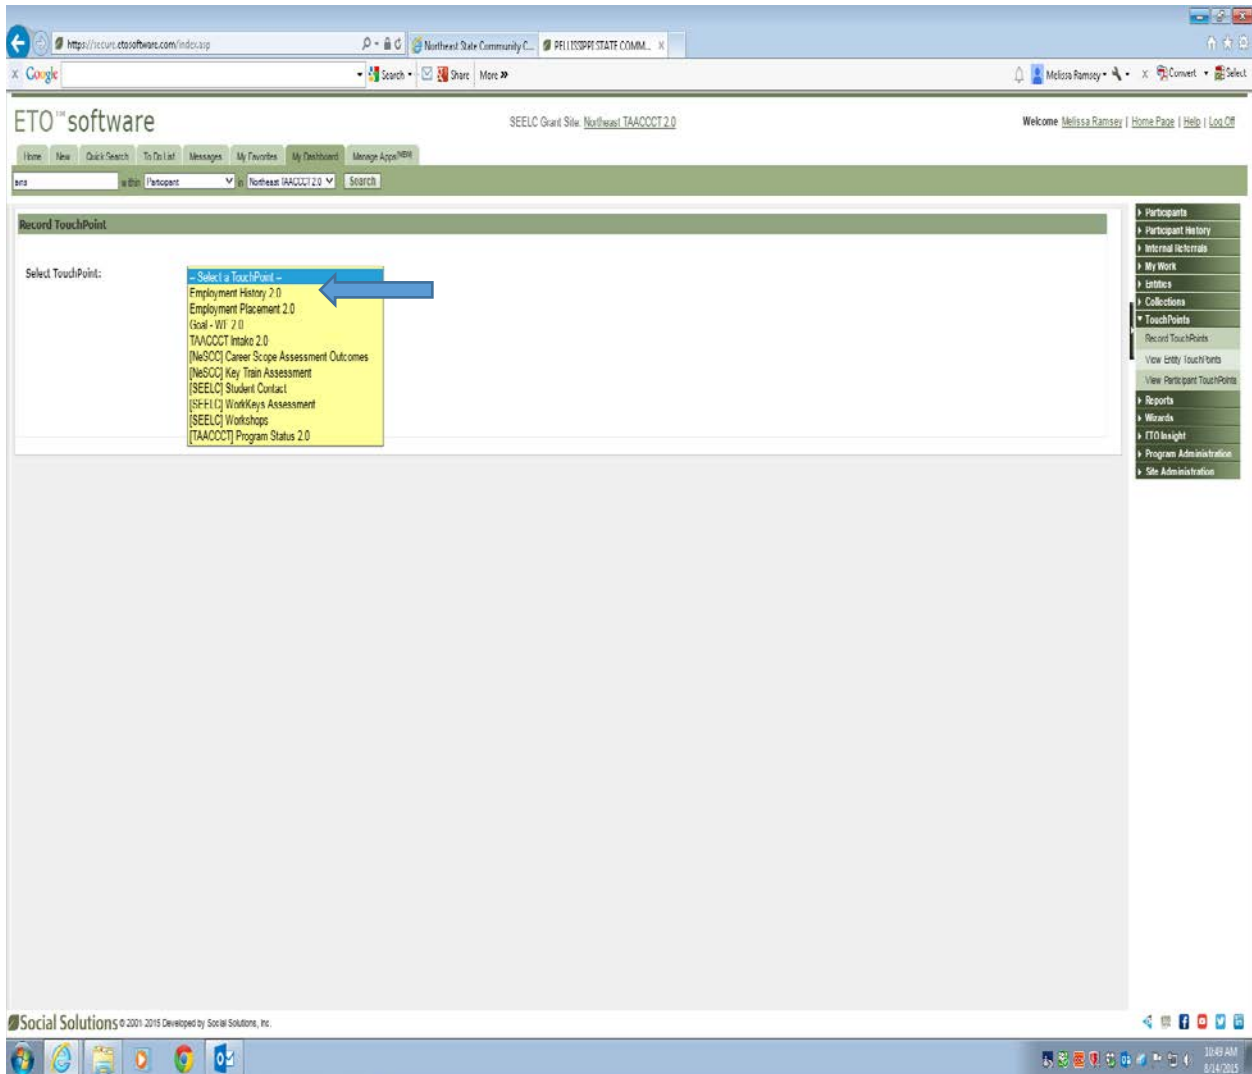 https://secure.etosoftware.com/index.asp
Northeast State Community C...
PELLISSIPPI STATE COMM...
x Google
Search
Share
More »
Melissa Ramsey
x
Convert
Select
ETO™software
SEELC Grant Site: Northeast TAACCCT 2.0
Welcome Melissa Ramsey | Home Page | Help | Log Off
Home New Quick Search To Do List Messages My Favorites My Dashboard Manage Apps(NEW)
within Participant in Northeast TAACCCT 2.0 Search
Record TouchPoint
Select TouchPoint:
-- Select a TouchPoint --
Employment History 2.0
Employment Placement 2.0
Goal - WF 2.0
TAACCCT Intake 2.0
[NeSCC] Career Scope Assessment Outcomes
[NeSCC] Key Train Assessment
[SEELC] Student Contact
[SEELC] WorkKeys Assessment
[SEELC] Workshops
[TAACCCT] Program Status 2.0
Participants
Participant History
Internal Referrals
My Work
Entities
Collections
TouchPoints
Record TouchPoints
View Entity TouchPoints
View Participant TouchPoints
Reports
Wizards
ETO Insight
Program Administration
Site Administration
Social Solutions © 2001-2015 Developed by Social Solutions, Inc.
10:49 AM
8/14/2015